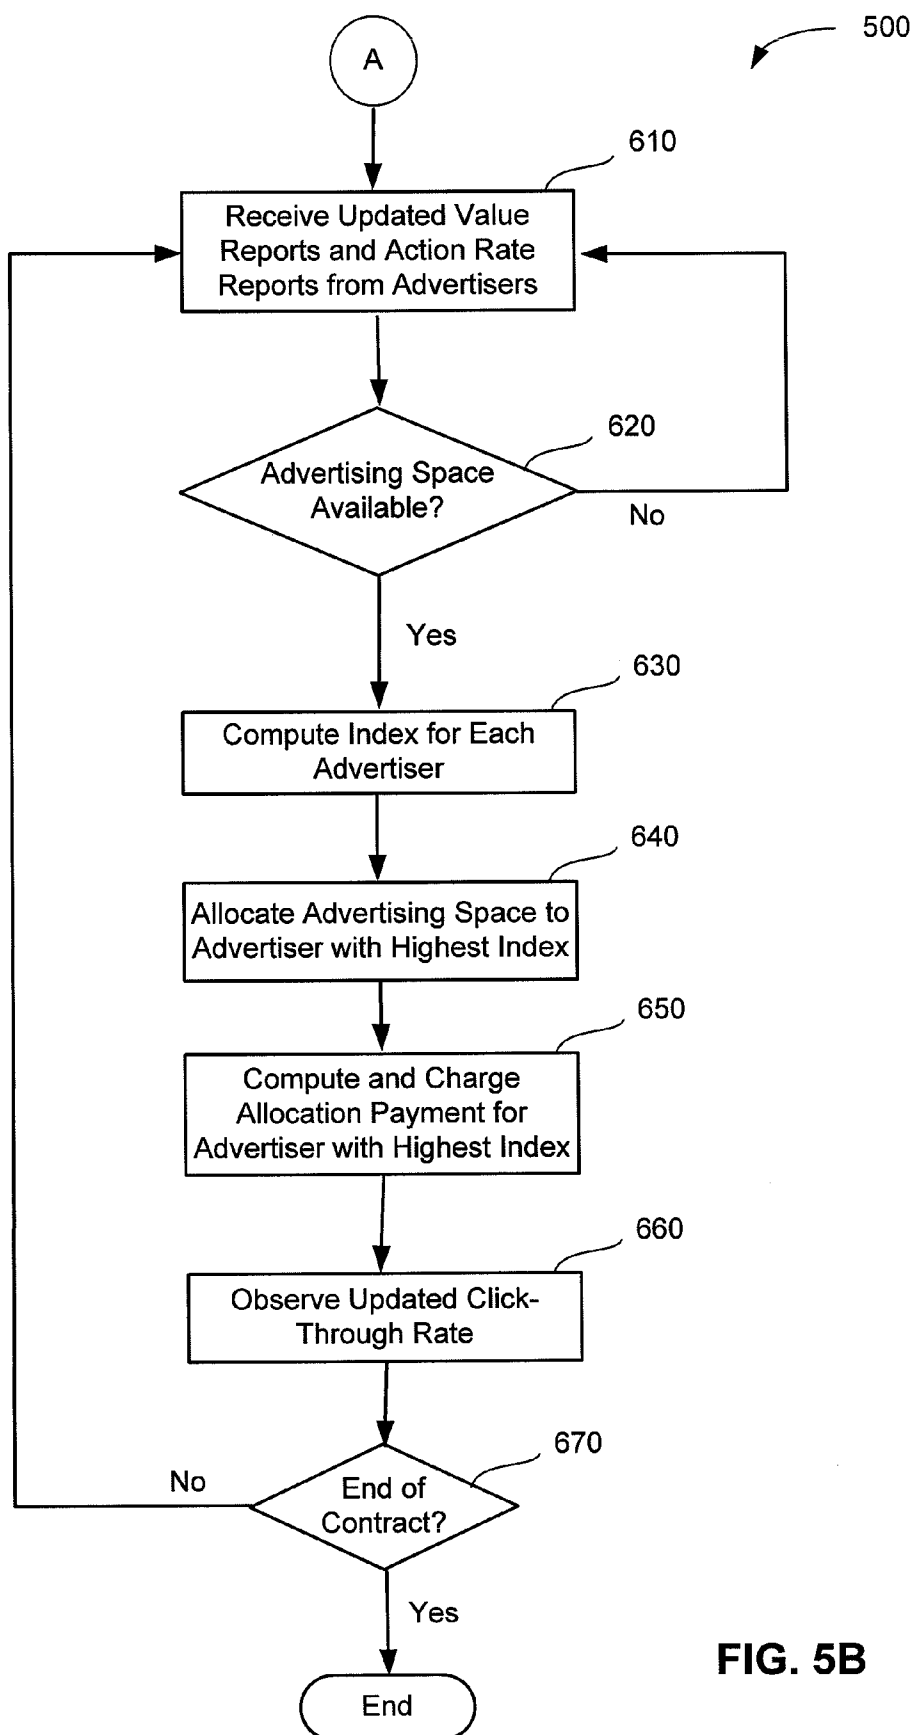 500
A
610
Receive Updated Value
Reports and Action Rate
Reports from Advertisers
620
Advertising Space
Available?
No
Yes
630
Compute Index for Each
Advertiser
640
Allocate Advertising Space to
Advertiser with Highest Index
650
Compute and Charge
Allocation Payment for
Advertiser with Highest Index
660
Observe Updated Click-
Through Rate
670
No
End of
Contract?
Yes
FIG. 5B
End